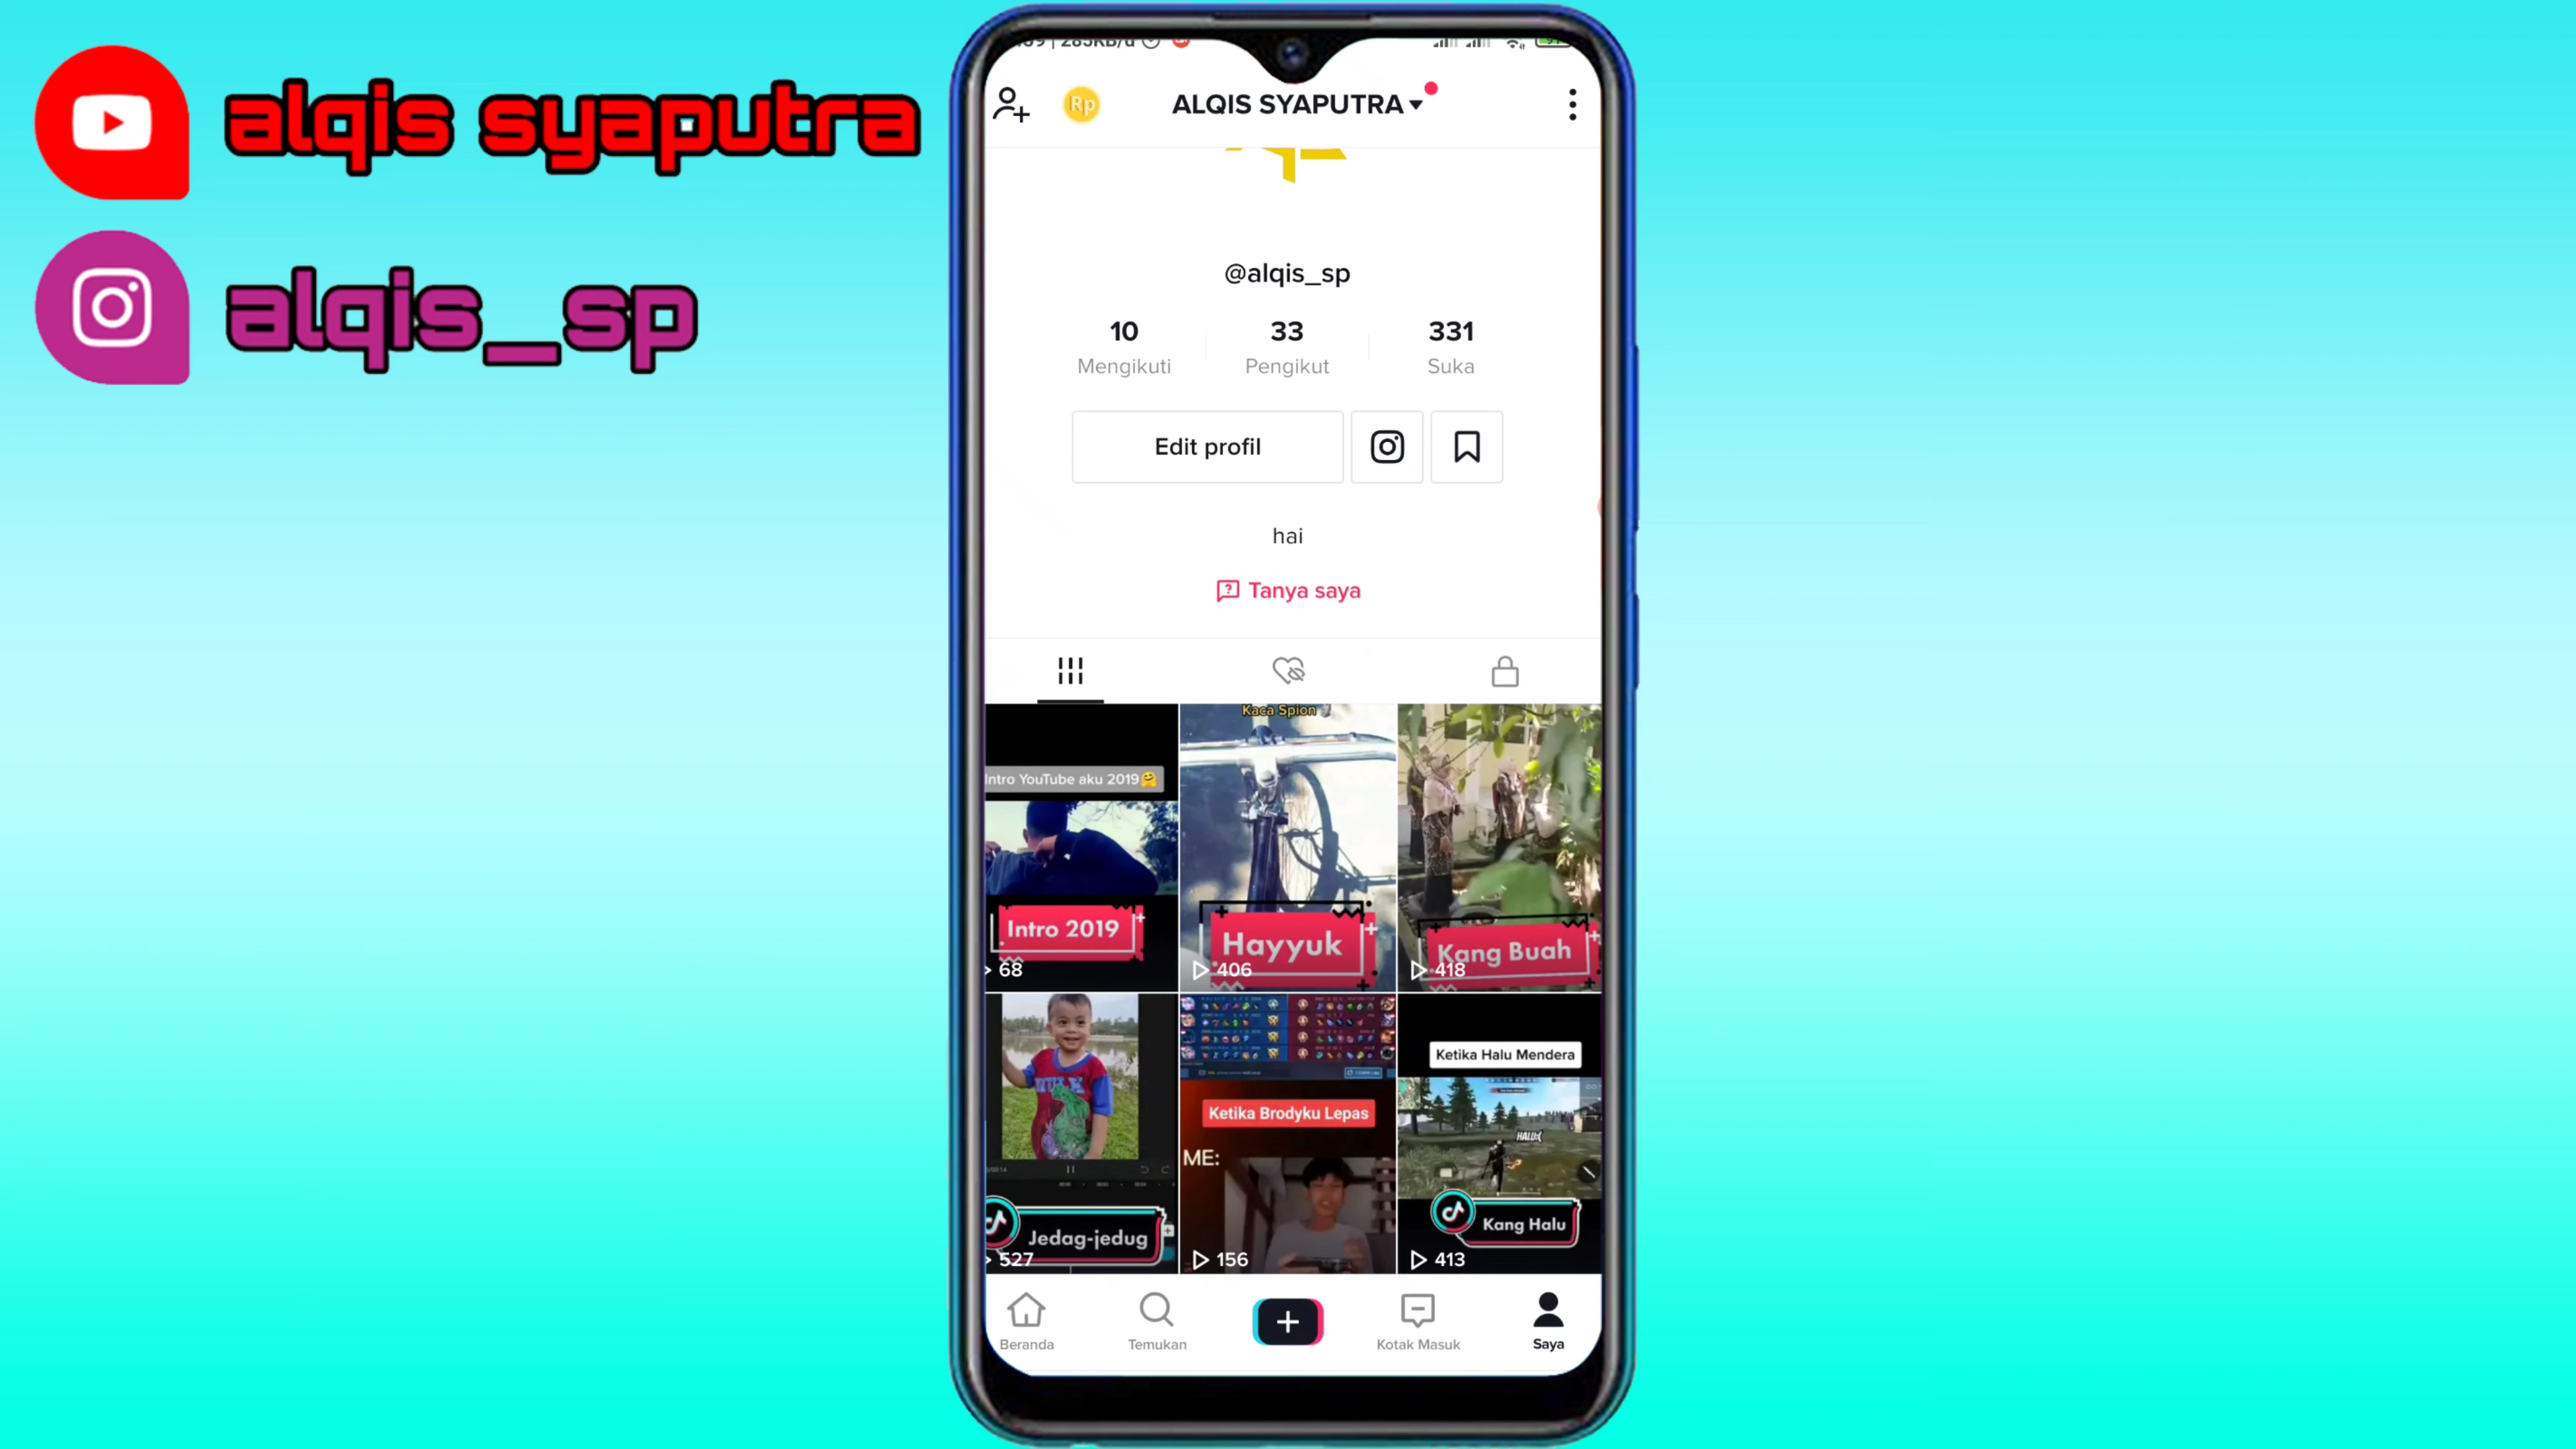 alqis syaputra
alqis_sp
Rp
ALQIS SYAPUTRA
@alqis_sp
10
33
331
Mengikuti
Pengikut
Suka
Edit profil
hai
Tanya saya
Intro YouTube aku 2019
Intro 2019
68
Kaca Spion
Hayyuk
406
Kang Buah
418
Jedag-jedug
527
Ketika Brodyku Lepas
ME:
156
Ketika Halu Mendera
HALU:(
Kang Halu
413
Beranda
Temukan
Kotak Masuk
Saya